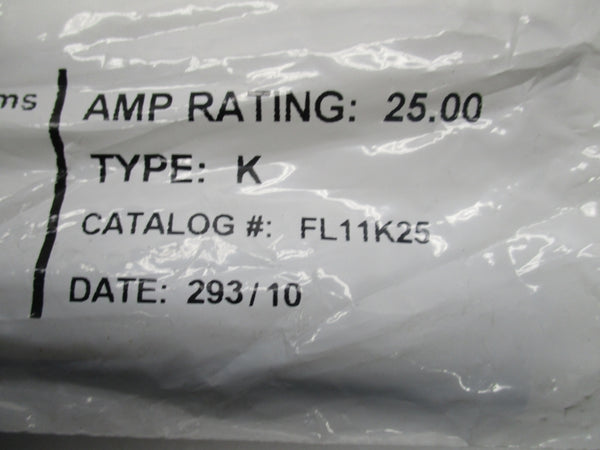 ms
AMP RATING: 25.00
TYPE: K
CATALOG #: FL11K25
DATE: 293/10